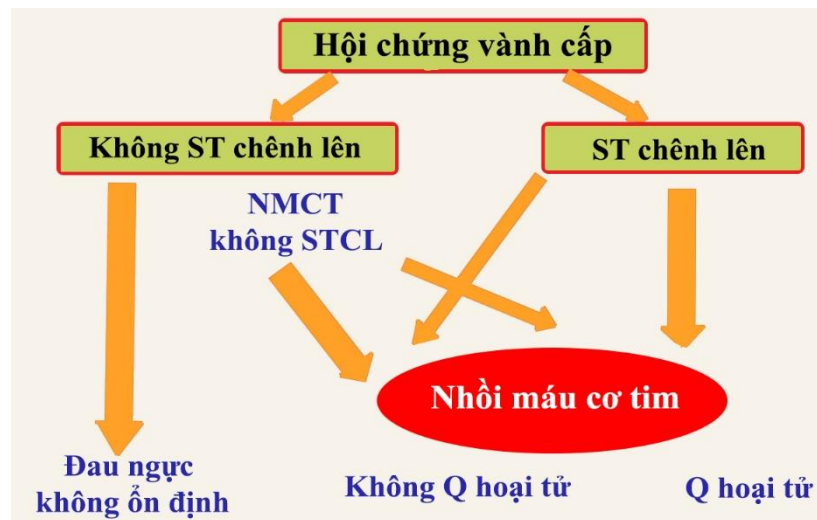 Hội chứng vành cấp
Không ST chênh lên
ST chênh lên
NMCT
không STCL
Nhồi máu cơ tim
Đau ngực
không ổn định
Không Q hoại tử
Q hoại tử